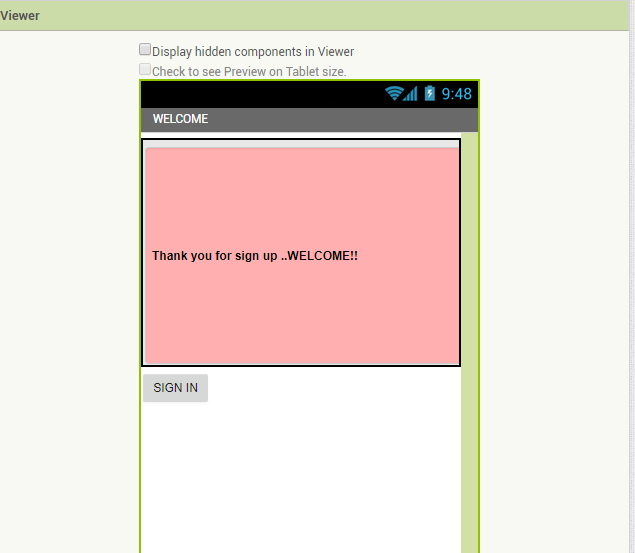 Viewer
Display hidden components in Viewer
Check to see Preview on Tablet size.
9:48
WELCOME
Thank you for sign up ..WELCOME!!
SIGN IN